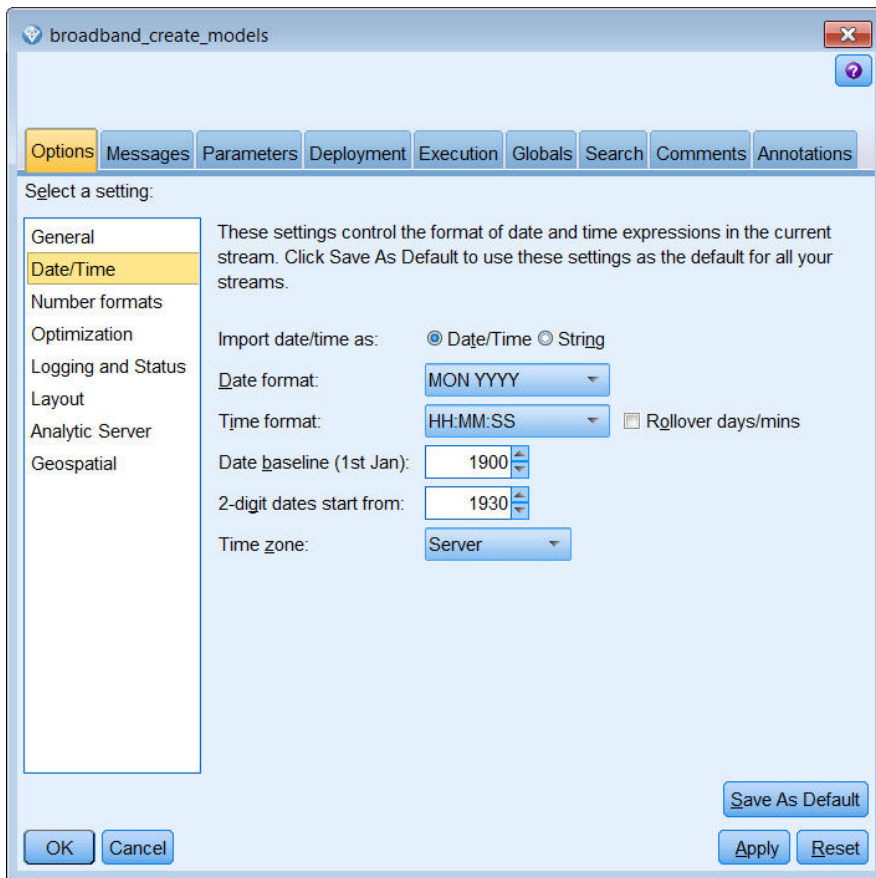 broadband_create_models
Options Messages Parameters Deployment Execution Globals Search Comments Annotations
Select a setting:
General
Date/Time
Number formats
Optimization
Logging and Status
Layout
Analytic Server
Geospatial
These settings control the format of date and time expressions in the current
stream. Click Save As Default to use these settings as the default for all your
streams.
Import date/time as: Date/Time String
Date format: MON YYYY
Time format: HH:MM:SS Rollover days/mins
Date baseline (1st Jan): 1900
2-digit dates start from: 1930
Time zone: Server
Save As Default
OK Cancel Apply Reset